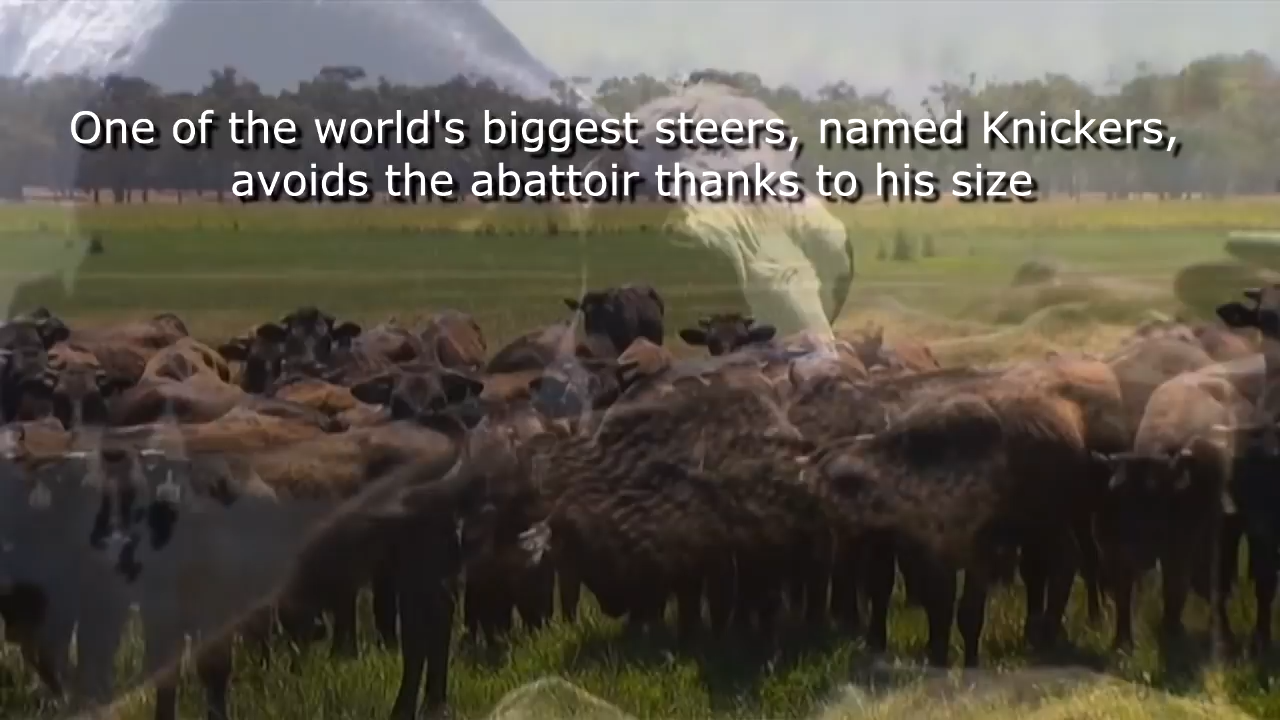 One of the world's biggest steers, named Knickers,
avoids the abattoir thanks to his size